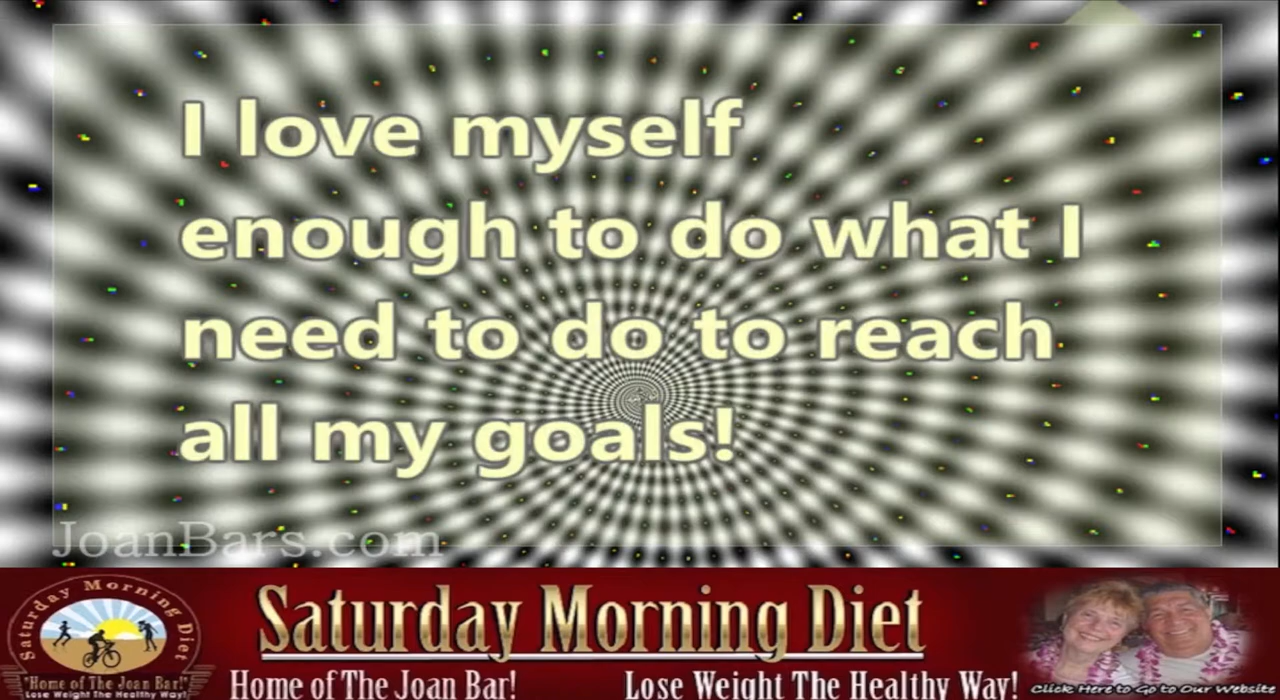 I love myself
enough to do what I
need to do to reach
all my goals!
JoanBars.com
Saturday Morning Diet
"Home of The Joan Bar!"
Lose Weight The Healthy Way!
Saturday Morning Diet
Home of The Joan Bar! Lose Weight The Healthy Way!
Click Here to Go to Our Website